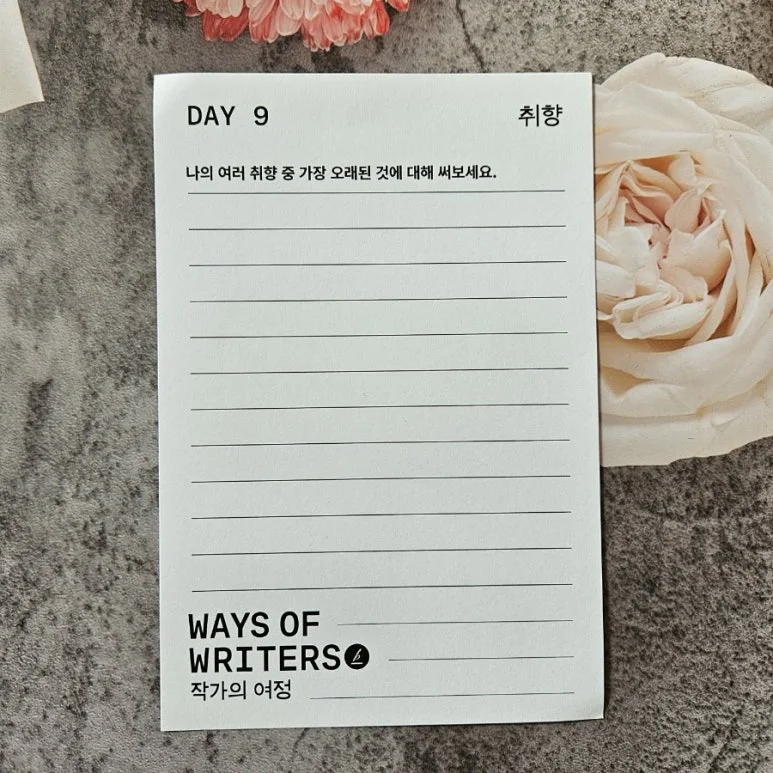 DAY 9
취향
나의 여러 취향 중 가장 오래된 것에 대해 써보세요.
WAYS OF
WRITERS
작가의 여정